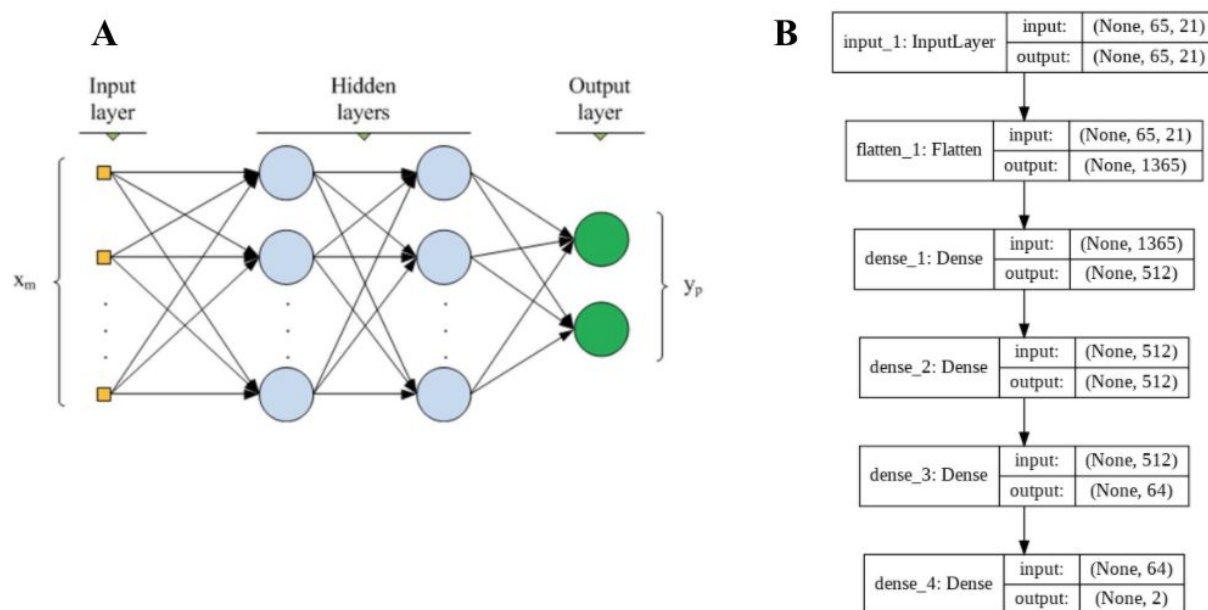 A
Input
layer
Hidden
layers
Output
layer
xₘ
yₚ
B
input_1: InputLayer
input: (None, 65, 21)
output: (None, 65, 21)
flatten_1: Flatten
input: (None, 65, 21)
output: (None, 1365)
dense_1: Dense
input: (None, 1365)
output: (None, 512)
dense_2: Dense
input: (None, 512)
output: (None, 512)
dense_3: Dense
input: (None, 512)
output: (None, 64)
dense_4: Dense
input: (None, 64)
output: (None, 2)